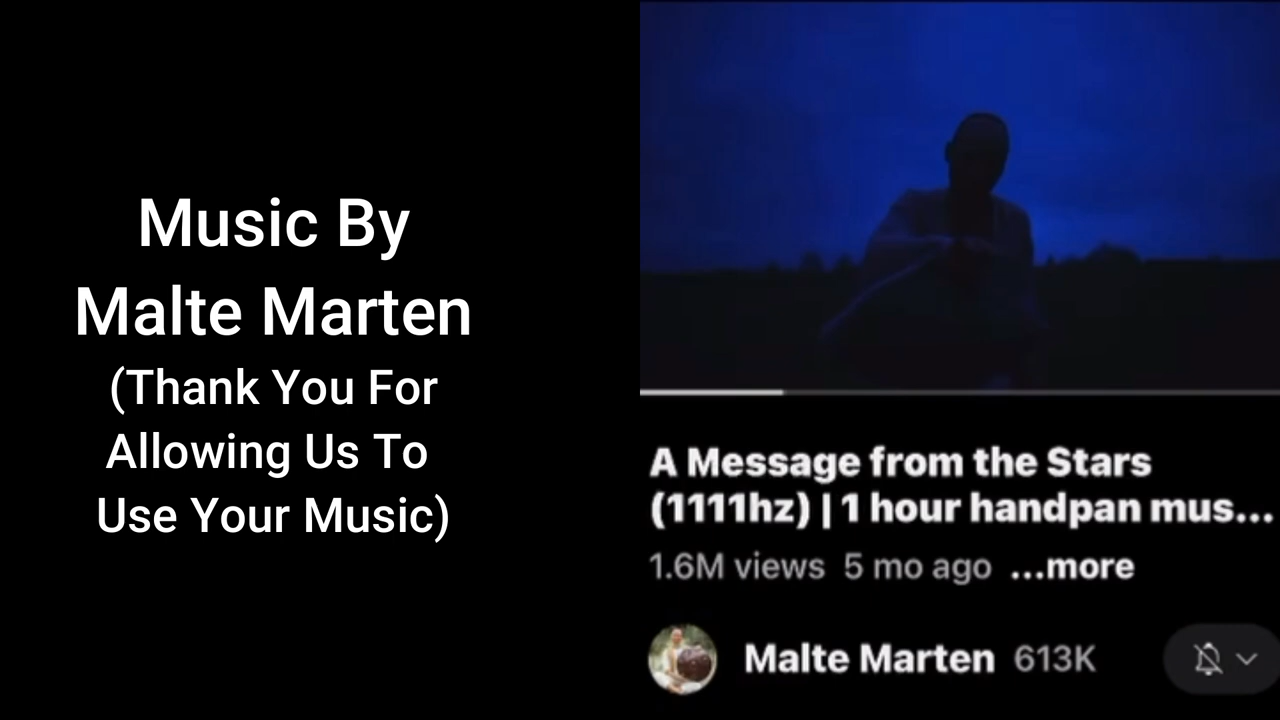 Music By
Malte Marten
(Thank You For
Allowing Us To
Use Your Music)
A Message from the Stars
(1111hz) | 1 hour handpan mus...
1.6M views 5 mo ago ...more
Malte Marten 613K